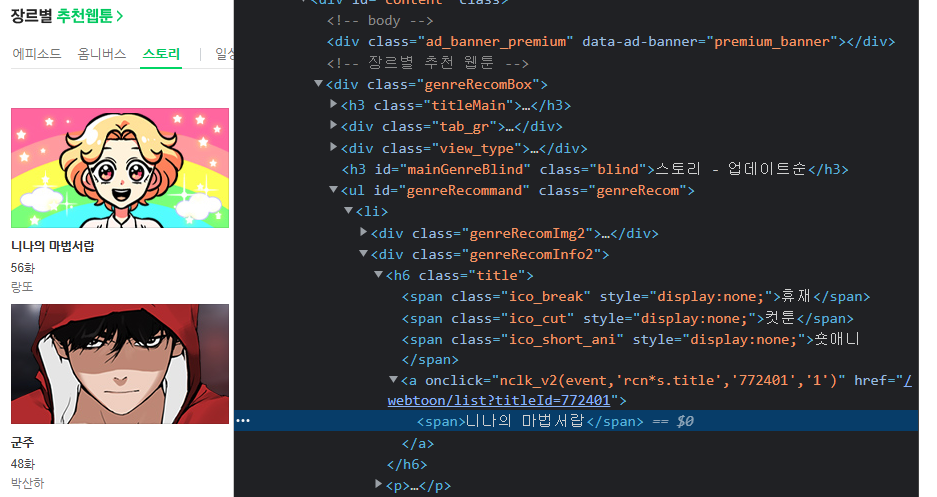 장르별 추천웹툰 >
에피소드 옴니버스 스토리 | 일상
니나의 마법서랍
56화
랑또
군주
48화
박산하
<div id="content" class>
<!-- body -->
<div class="ad_banner_premium" data-ad-banner="premium_banner"></div>
<!-- 장르별 추천 웹툰 -->
▼<div class="genreRecomBox">
▶<h3 class="titleMain">…</h3>
▶<div class="tab_gr">…</div>
▶<div class="view_type">…</div>
<h3 id="mainGenreBlind" class="blind">스토리 - 업데이트순</h3>
▼<ul id="genreRecommand" class="genreRecom">
▼<li>
▶<div class="genreRecomImg2">…</div>
▼<div class="genreRecomInfo2">
▼<h6 class="title">
<span class="ico_break" style="display:none;">휴재</span>
<span class="ico_cut" style="display:none;">컷툰</span>
<span class="ico_short_ani" style="display:none;">숏애니
</span>
▼<a onclick="nclk_v2(event,'rcn*s.title','772401','1')" href="/
webtoon/list?titleId=772401">
<span>니나의 마법서랍</span> == $0
</a>
</h6>
▶<p>…</p>